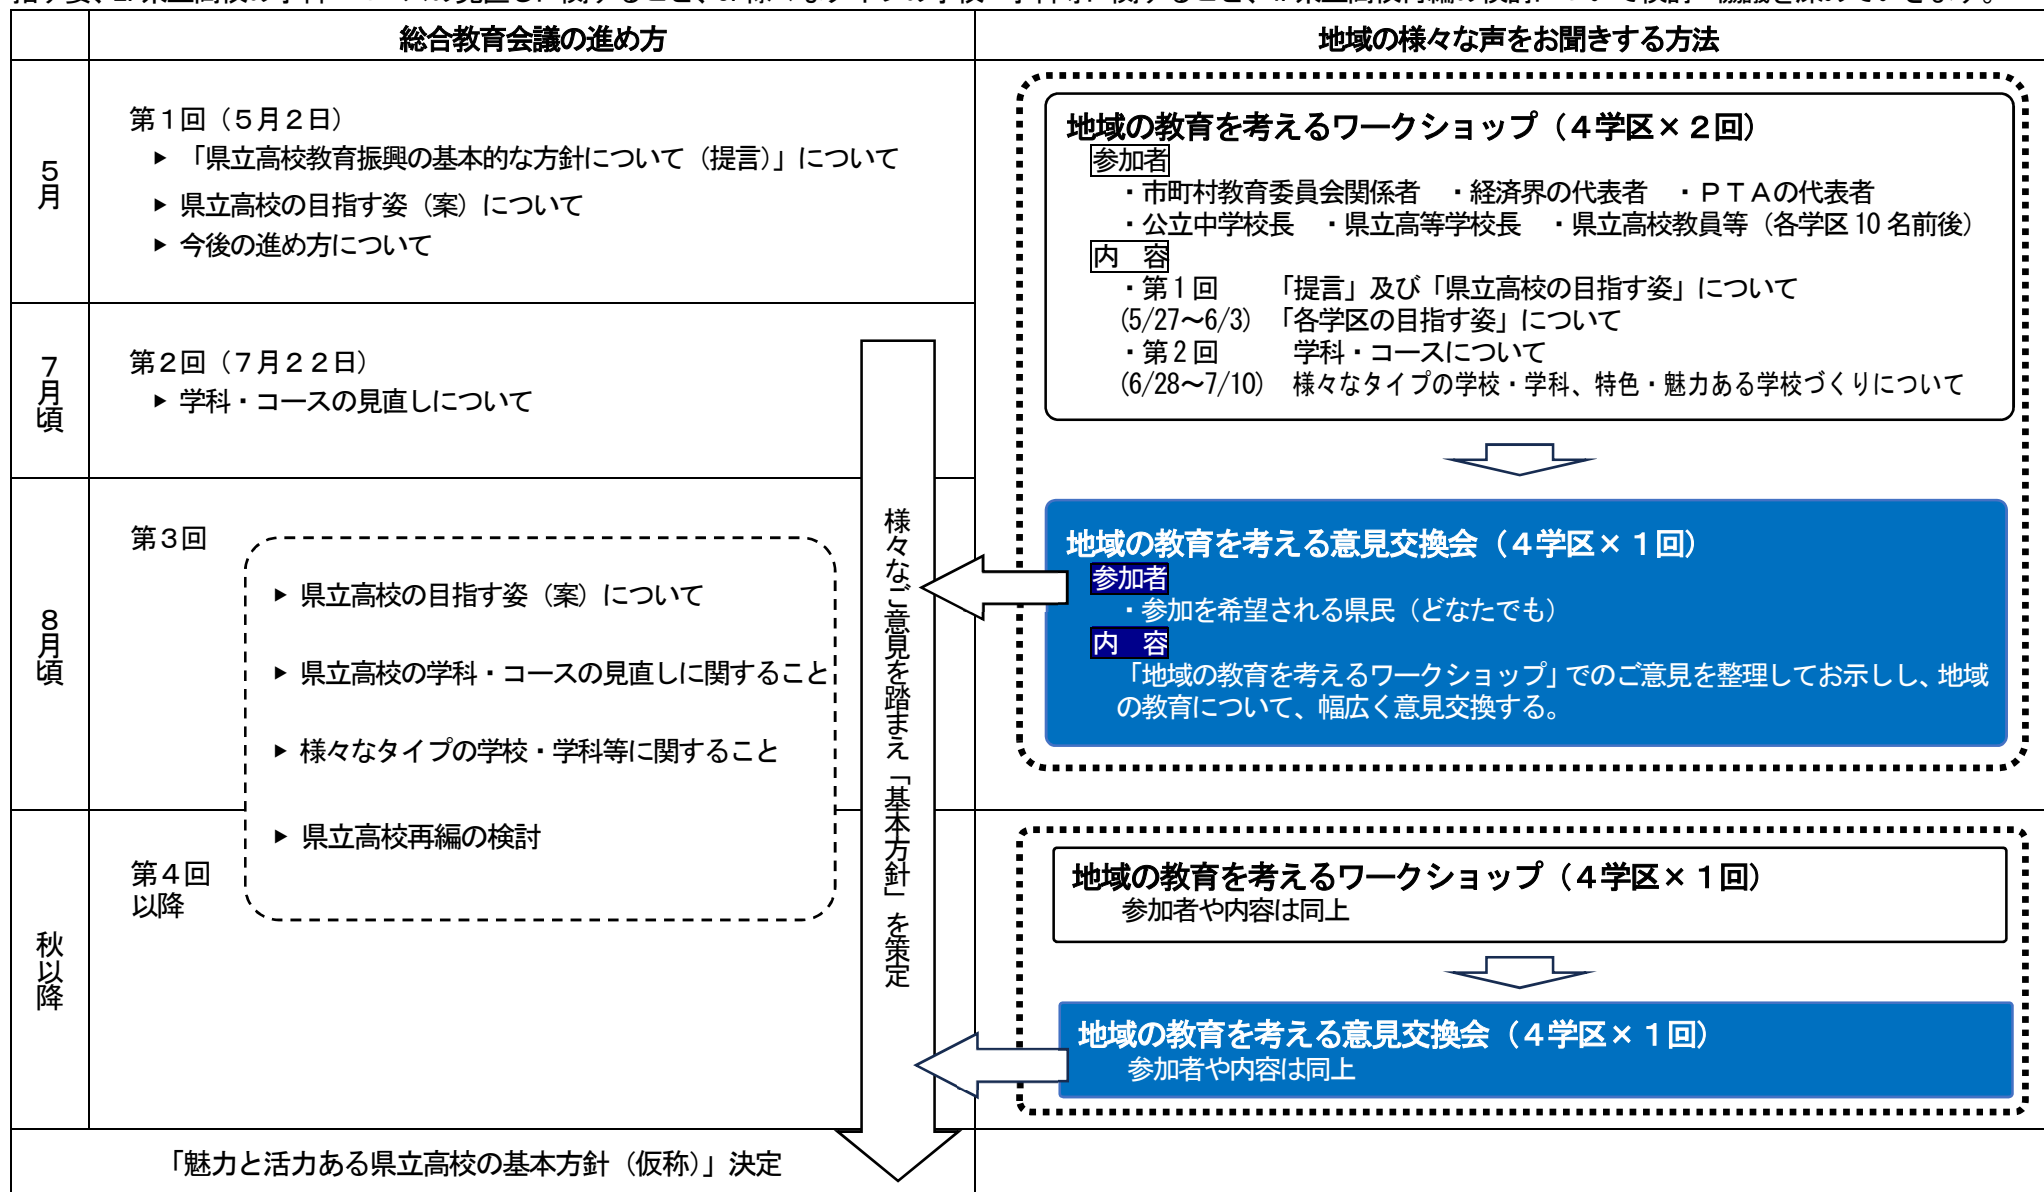 総合教育会議の進め方
地域の様々な声をお聞きする方法
5月
第1回（5月2日）
▶ 「県立高校教育振興の基本的な方針について（提言）」について
▶ 県立高校の目指す姿（案）について
▶ 今後の進め方について
7月頃
第2回（7月22日）
▶ 学科・コースの見直しについて
8月頃
第3回
▶ 県立高校の目指す姿（案）について
▶ 県立高校の学科・コースの見直しに関すること
▶ 様々なタイプの学校・学科等に関すること
▶ 県立高校再編の検討
秋以降
第4回
以降
様々なご意見を踏まえ「基本方針」を策定
「魅力と活力ある県立高校の基本方針（仮称）」決定
地域の教育を考えるワークショップ（４学区×２回）
参加者
・市町村教育委員会関係者　・経済界の代表者　・ＰＴＡの代表者
・公立中学校長　・県立高等学校長　・県立高校教員等（各学区10名前後）
内　容
・第1回　「提言」及び「県立高校の目指す姿」について
(5/27～6/3)　「各学区の目指す姿」について
・第2回　学科・コースについて
(6/28～7/10)　様々なタイプの学校・学科、特色・魅力ある学校づくりについて
地域の教育を考える意見交換会（４学区×１回）
参加者
・参加を希望される県民（どなたでも）
内　容
「地域の教育を考えるワークショップ」でのご意見を整理してお示しし、地域
の教育について、幅広く意見交換する。
地域の教育を考えるワークショップ（４学区×１回）
参加者や内容は同上
地域の教育を考える意見交換会（４学区×１回）
参加者や内容は同上